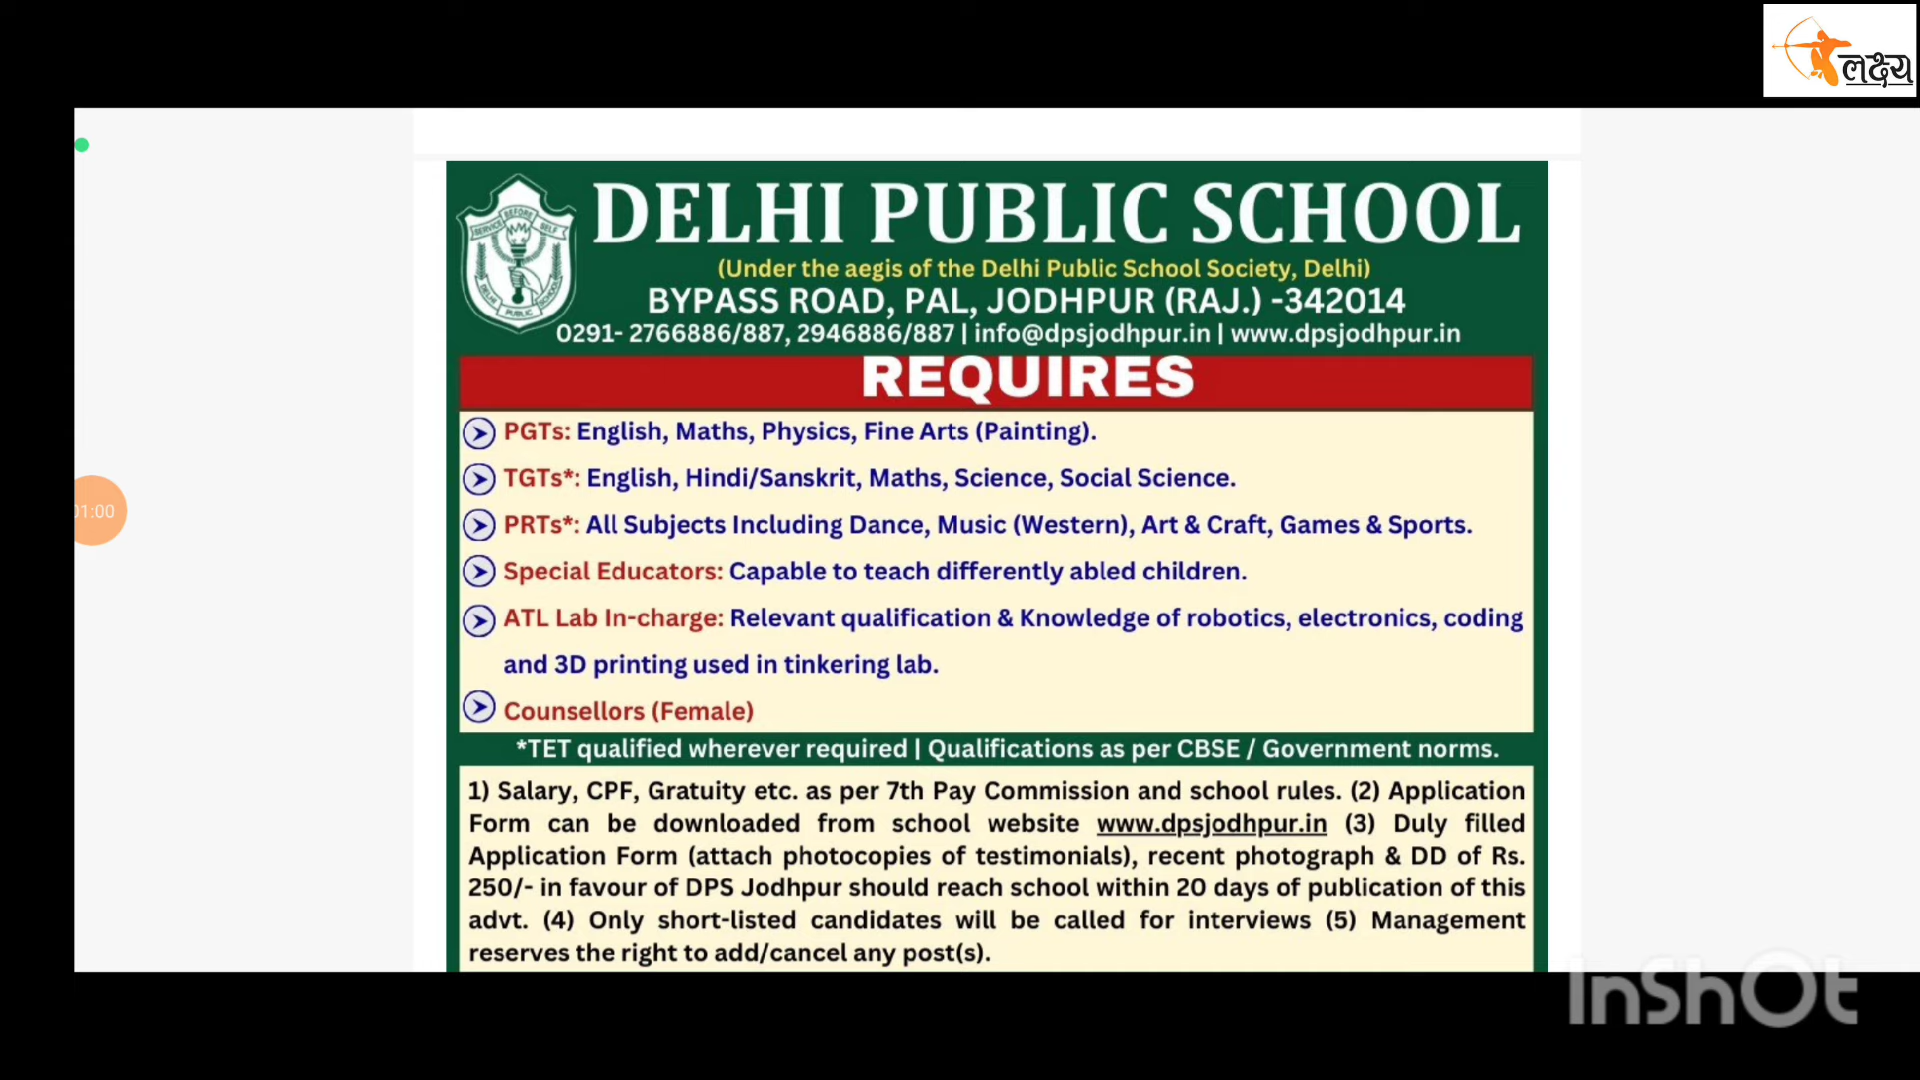 लक्ष्य
DELHI PUBLIC SCHOOL
SERVICE BEFORE SELF
DELHI PUBLIC SCHOOL
(Under the aegis of the Delhi Public School Society, Delhi)
BYPASS ROAD, PAL, JODHPUR (RAJ.) -342014
0291- 2766886/887, 2946886/887 | info@dpsjodhpur.in | www.dpsjodhpur.in
REQUIRES
PGTs: English, Maths, Physics, Fine Arts (Painting).
TGTs*: English, Hindi/Sanskrit, Maths, Science, Social Science.
01:00
PRTs*: All Subjects Including Dance, Music (Western), Art & Craft, Games & Sports.
Special Educators: Capable to teach differently abled children.
ATL Lab In-charge: Relevant qualification & Knowledge of robotics, electronics, coding
and 3D printing used in tinkering lab.
Counsellors (Female)
*TET qualified wherever required | Qualifications as per CBSE / Government norms.
1) Salary, CPF, Gratuity etc. as per 7th Pay Commission and school rules. (2) Application
Form can be downloaded from school website www.dpsjodhpur.in (3) Duly filled
Application Form (attach photocopies of testimonials), recent photograph & DD of Rs.
250/- in favour of DPS Jodhpur should reach school within 20 days of publication of this
advt. (4) Only short-listed candidates will be called for interviews (5) Management
reserves the right to add/cancel any post(s).
InShOt